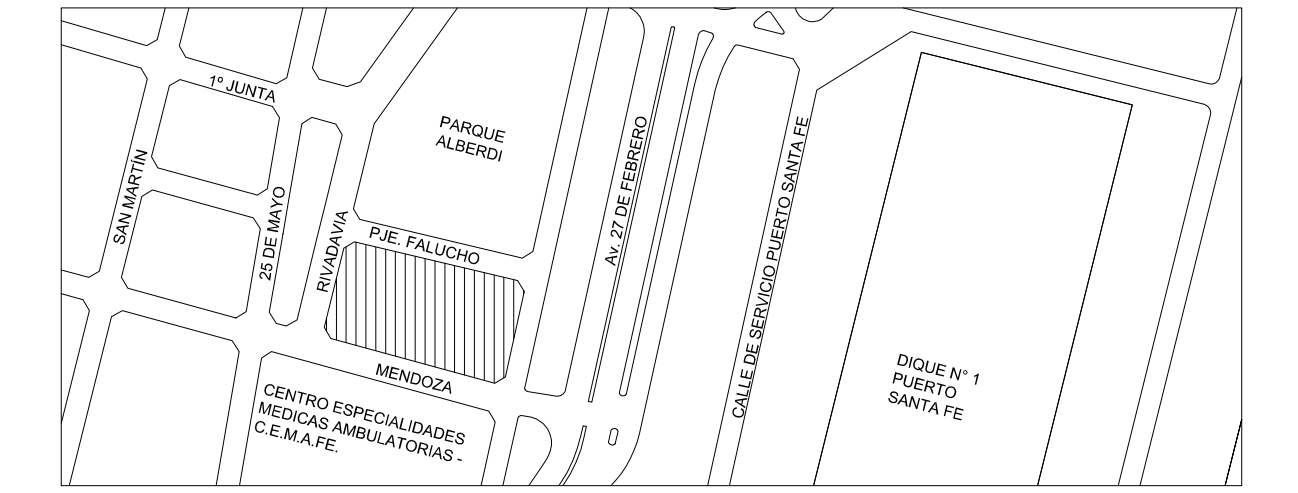 1º JUNTA
PARQUE
ALBERDI
SAN MARTÍN
25 DE MAYO
RIVADAVIA
PJE. FALUCHO
Av. 27 DE FEBRERO
CALLE DE SERVICIO PUERTO SANTA FE
MENDOZA
DIQUE N° 1
PUERTO
SANTA FE
CENTRO ESPECIALIDADES
MEDICAS AMBULATORIAS -
C.E.M.A.FE.